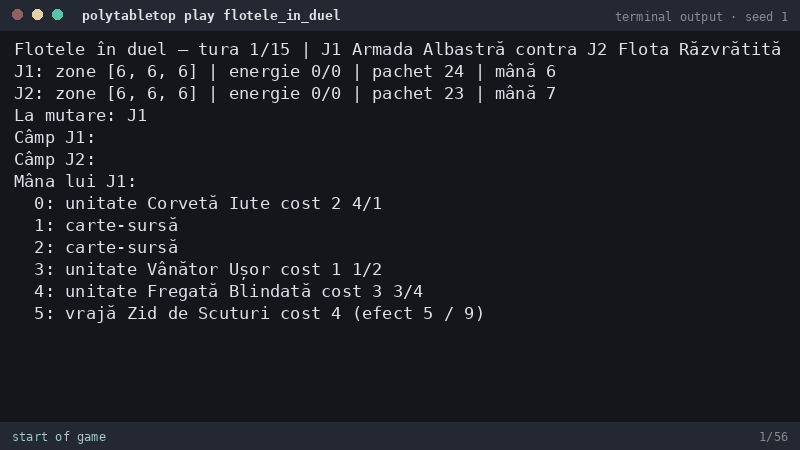 polytabletop play flotele_in_duel
terminal output · seed 1
Flotele în duel — tura 1/15 | J1 Armada Albastră contra J2 Flota Răzvrătită
J1: zone [6, 6, 6] | energie 0/0 | pachet 24 | mână 6
J2: zone [6, 6, 6] | energie 0/0 | pachet 23 | mână 7
La mutare: J1
Câmp J1:
Câmp J2:
Mâna lui J1:
0: unitate Corvetă Iute cost 2 4/1
1: carte-sursă
2: carte-sursă
3: unitate Vânător Ușor cost 1 1/2
4: unitate Fregată Blindată cost 3 3/4
5: vrajă Zid de Scuturi cost 4 (efect 5 / 9)
start of game
1/56